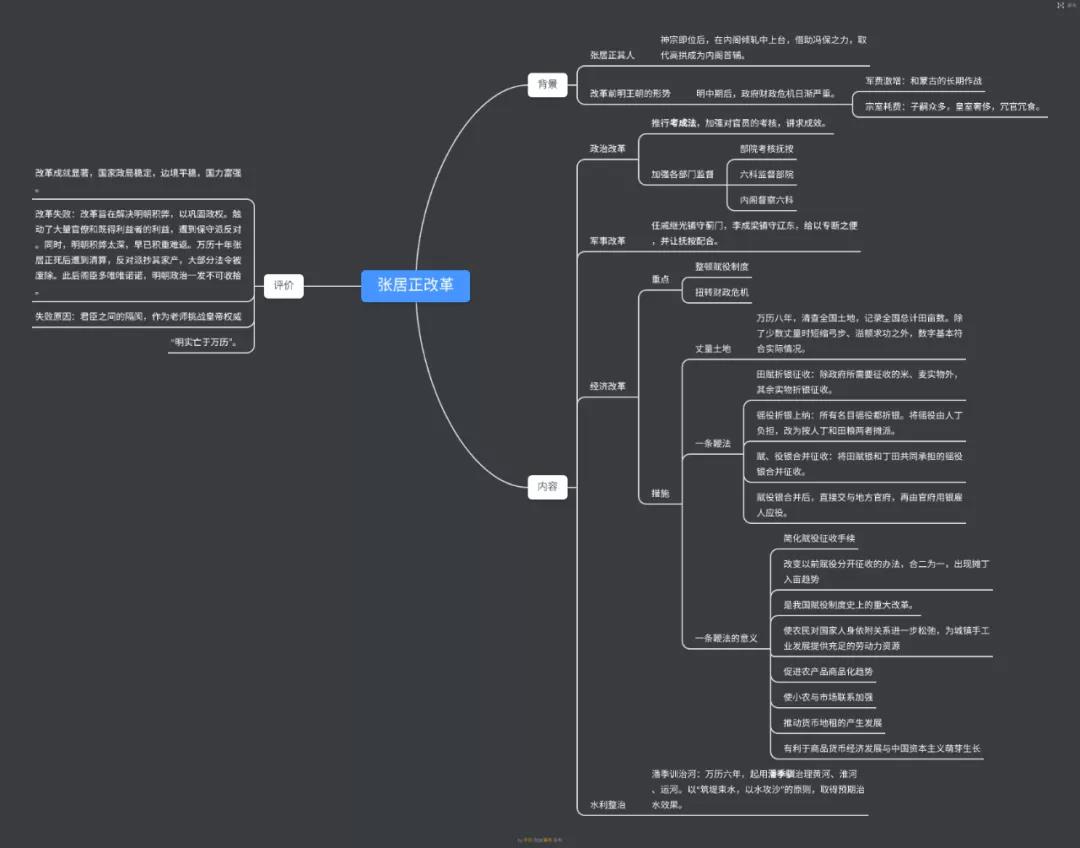 张居正改革
背景
张居正其人
神宗即位后，在内阁倾轧中上台，借助冯保之力，取
代高拱成为内阁首辅。
改革前明王朝的形势
明中期后，政府财政危机日渐严重。
军费激增：和蒙古的长期作战
宗室耗费：子嗣众多，皇室奢侈，冗官冗食。
内容
政治改革
推行考成法，加强对官员的考核，讲求成效。
加强各部门监督
部院考核抚按
六科监督部院
内阁督察六科
军事改革
任戚继光镇守蓟门，李成梁镇守辽东，给以专断之便
，并让抚按配合。
经济改革
重点
整顿赋役制度
扭转财政危机
措施
丈量土地
万历八年，清查全国土地，记录全国总计田亩数。除
了少数丈量时短缩弓步、溢额求功之外，数字基本符
合实际情况。
一条鞭法
田赋折银征收：除政府所需要征收的米、麦实物外，
其余实物折银征收。
徭役折银上纳：所有名目徭役都折银。将徭役由人丁
负担，改为按人丁和田粮两者摊派。
赋、役银合并征收：将田赋银和丁田共同承担的徭役
银合并征收。
赋役银合并后，直接交与地方官府，再由官府用银雇
人应役。
一条鞭法的意义
简化赋役征收手续
改变以前赋役分开征收的办法，合二为一，出现摊丁
入亩趋势
是我国赋役制度史上的重大改革。
使农民对国家人身依附关系进一步松弛，为城镇手工
业发展提供充足的劳动力资源
促进农产品商品化趋势
使小农与市场联系加强
推动货币地租的产生发展
有利于商品货币经济发展与中国资本主义萌芽生长
水利整治
潘季训治河：万历六年，起用潘季驯治理黄河、淮河
、运河。以“筑堤束水，以水攻沙”的原则，取得预期治
水效果。
评价
改革成就显著，国家政局稳定，边境平稳，国力富强
。
改革失败：改革旨在解决明朝积弊，以巩固政权。触
动了大量官僚和既得利益者的利益，遭到保守派反对
。同时，明朝积弊太深，早已积重难返。万历十年张
居正死后遭到清算，反对派抄其家产，大部分法令被
废除。此后阁臣多唯唯诺诺，明朝政治一发不可收拾
。
失败原因：君臣之间的隔阂，作为老师挑战皇帝权威
“明实亡于万历”。